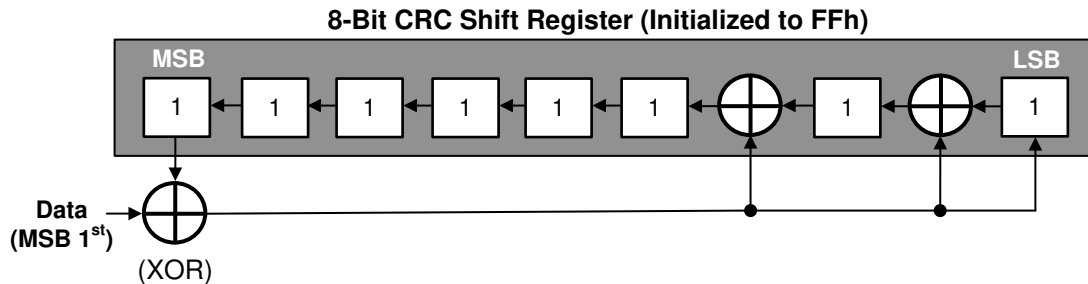 8-Bit CRC Shift Register (Initialized to FFh)
MSB LSB
1 1 1 1 1 1 1 1
Data
(MSB 1st)
(XOR)